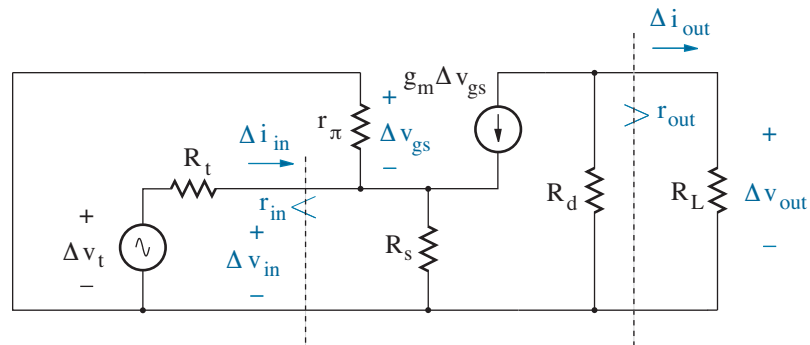 Δ i out
g m Δ v gs
+
r π
Δ v gs
−
r out
Δ i in
R t
r in
+
Δ v t
−
+
Δ v in
−
R s
R d
R L
+
Δ v out
−